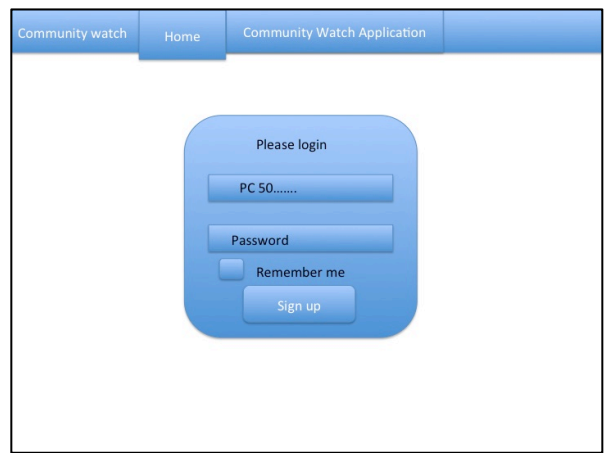 Community watch
Home
Community Watch Application
Please login
PC 50.......
Password
Remember me
Sign up